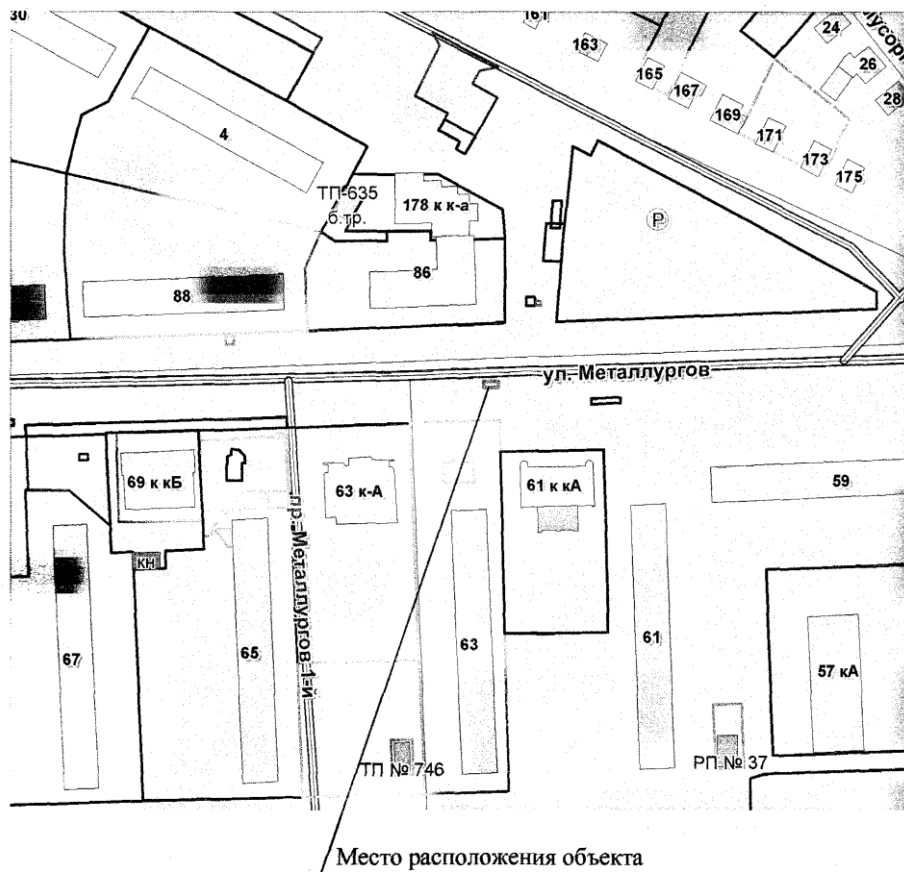 30
161
163
165
167
169
171
173
175
24
26
28
4
ТП-635
б.тр.
178 к к-а
Р
86
88
ул. Металлургов
69 к кБ
63 к-А
61 к кА
59
пр. Металлургов 1-й
кн
67
65
63
61
57 кА
ТП № 746
РП № 37
Место расположения объекта